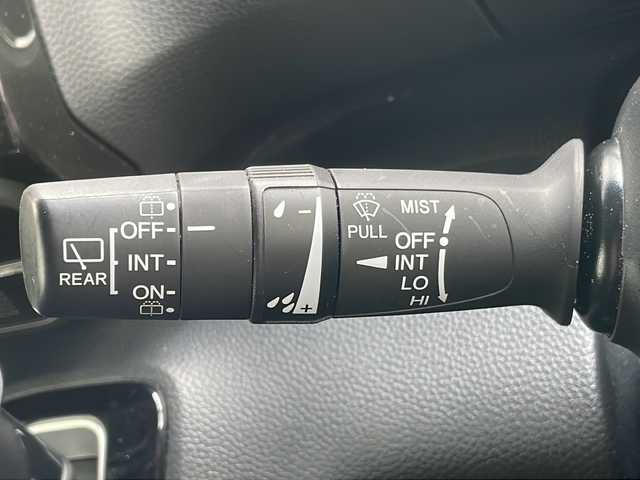 OFF
INT
ON
REAR
-
+
PULL
MIST
OFF
INT
LO
HI